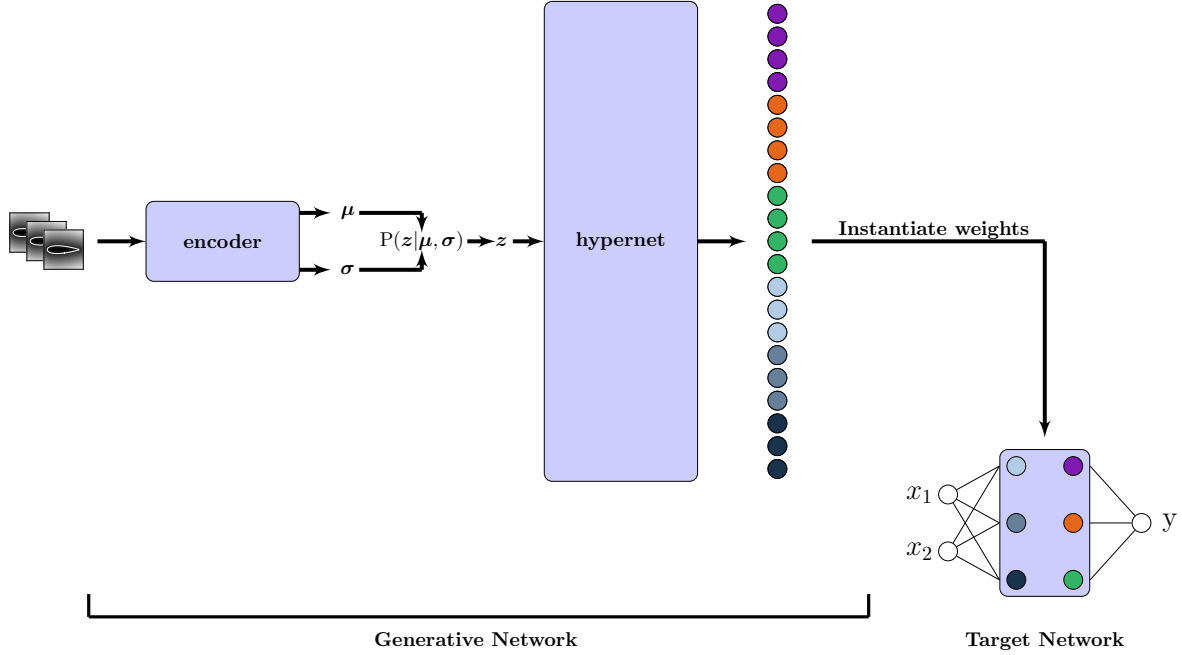 encoder
μ
σ
P(z|μ, σ)
z
hypernet
Instantiate weights
x₁
x₂
y
Generative Network
Target Network